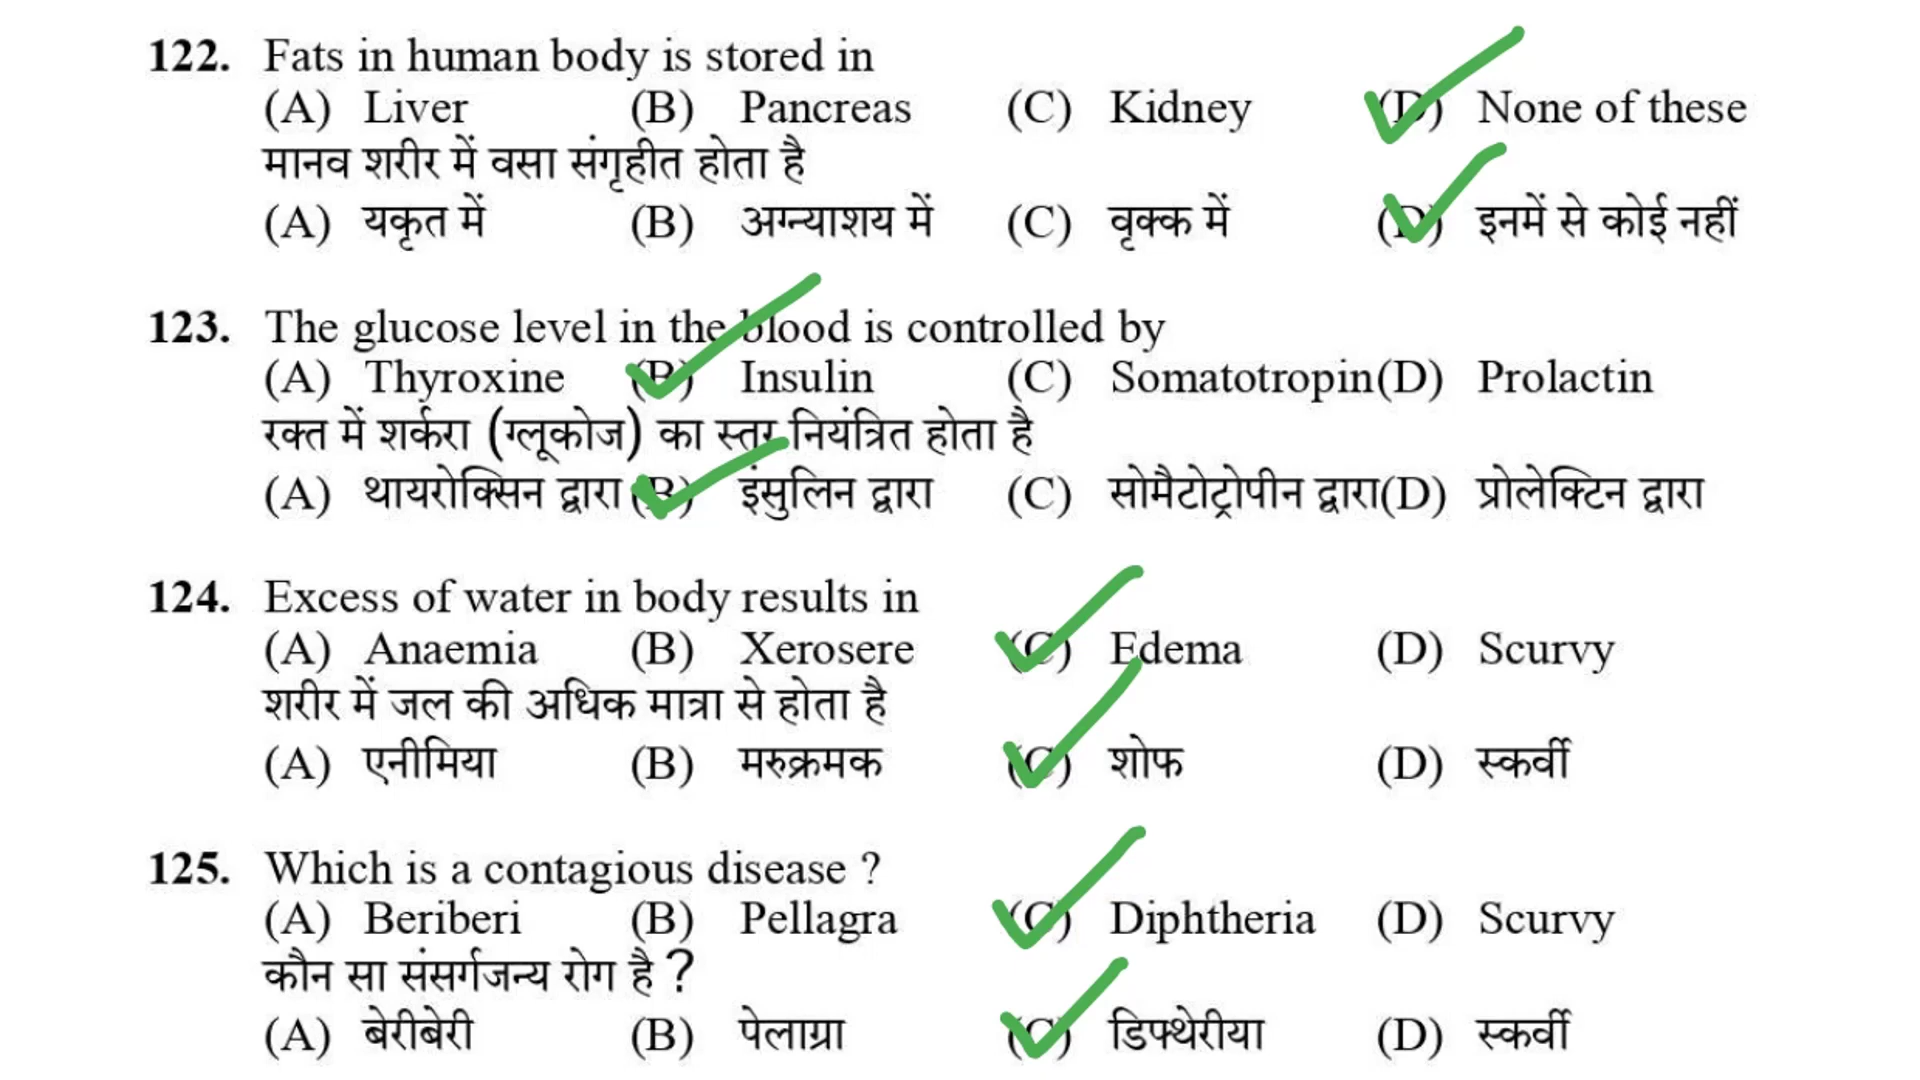 122. Fats in human body is stored in
(A) Liver (B) Pancreas (C) Kidney (D) None of these
मानव शरीर में वसा संगृहीत होता है
(A) यकृत में (B) अग्न्याशय में (C) वृक्क में (D) इनमें से कोई नहीं
123. The glucose level in the blood is controlled by
(A) Thyroxine (B) Insulin (C) Somatotropin (D) Prolactin
रक्त में शर्करा (ग्लूकोज) का स्तर नियंत्रित होता है
(A) थायरोक्सिन द्वारा (B) इंसुलिन द्वारा (C) सोमैटोट्रोपीन द्वारा (D) प्रोलेक्टिन द्वारा
124. Excess of water in body results in
(A) Anaemia (B) Xerosere (C) Edema (D) Scurvy
शरीर में जल की अधिक मात्रा से होता है
(A) एनीमिया (B) मरुक्रमक (C) शोफ (D) स्कर्वी
125. Which is a contagious disease ?
(A) Beriberi (B) Pellagra (C) Diphtheria (D) Scurvy
कौन सा संसर्गजन्य रोग है ?
(A) बेरीबेरी (B) पेलाग्रा (C) डिफ्थेरीया (D) स्कर्वी